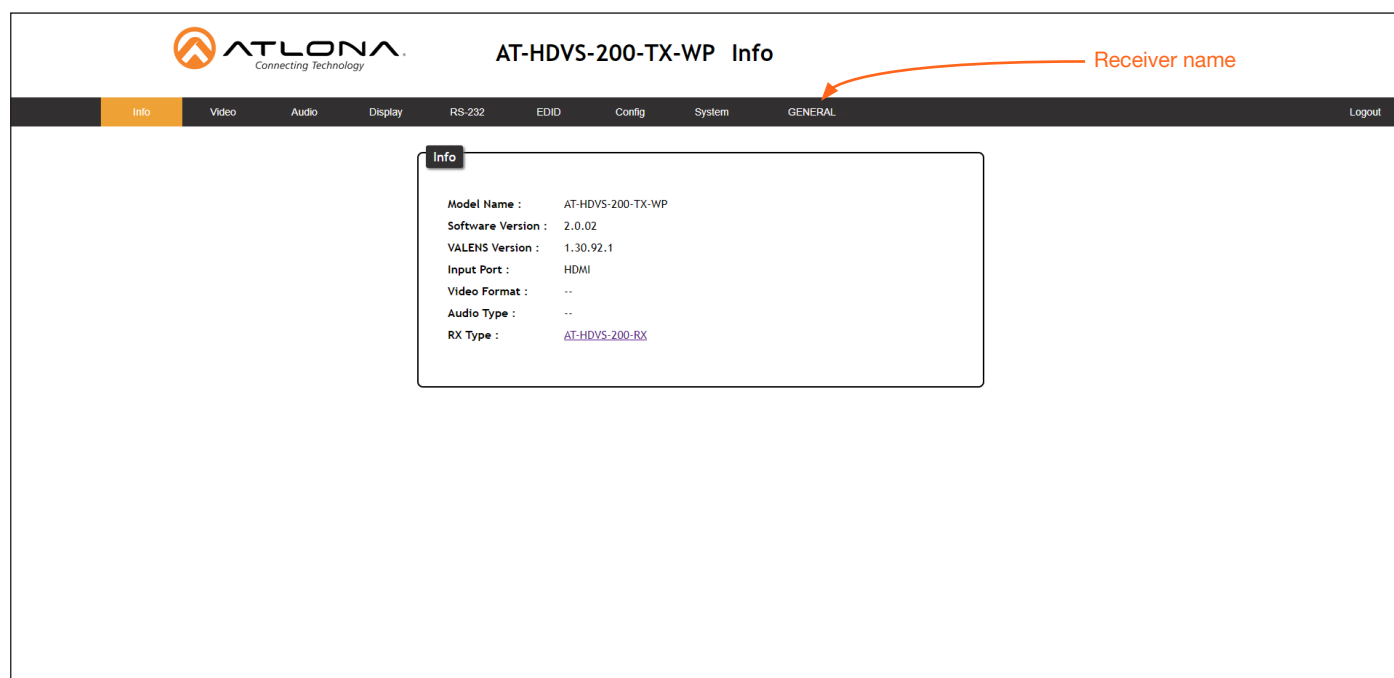 ATLONA.
Connecting Technology
AT-HDVS-200-TX-WP Info
Receiver name
Info Video Audio Display RS-232 EDID Config System GENERAL Logout
Info
Model Name : AT-HDVS-200-TX-WP
Software Version : 2.0.02
VALENS Version : 1.30.92.1
Input Port : HDMI
Video Format : --
Audio Type : --
RX Type : AT-HDVS-200-RX